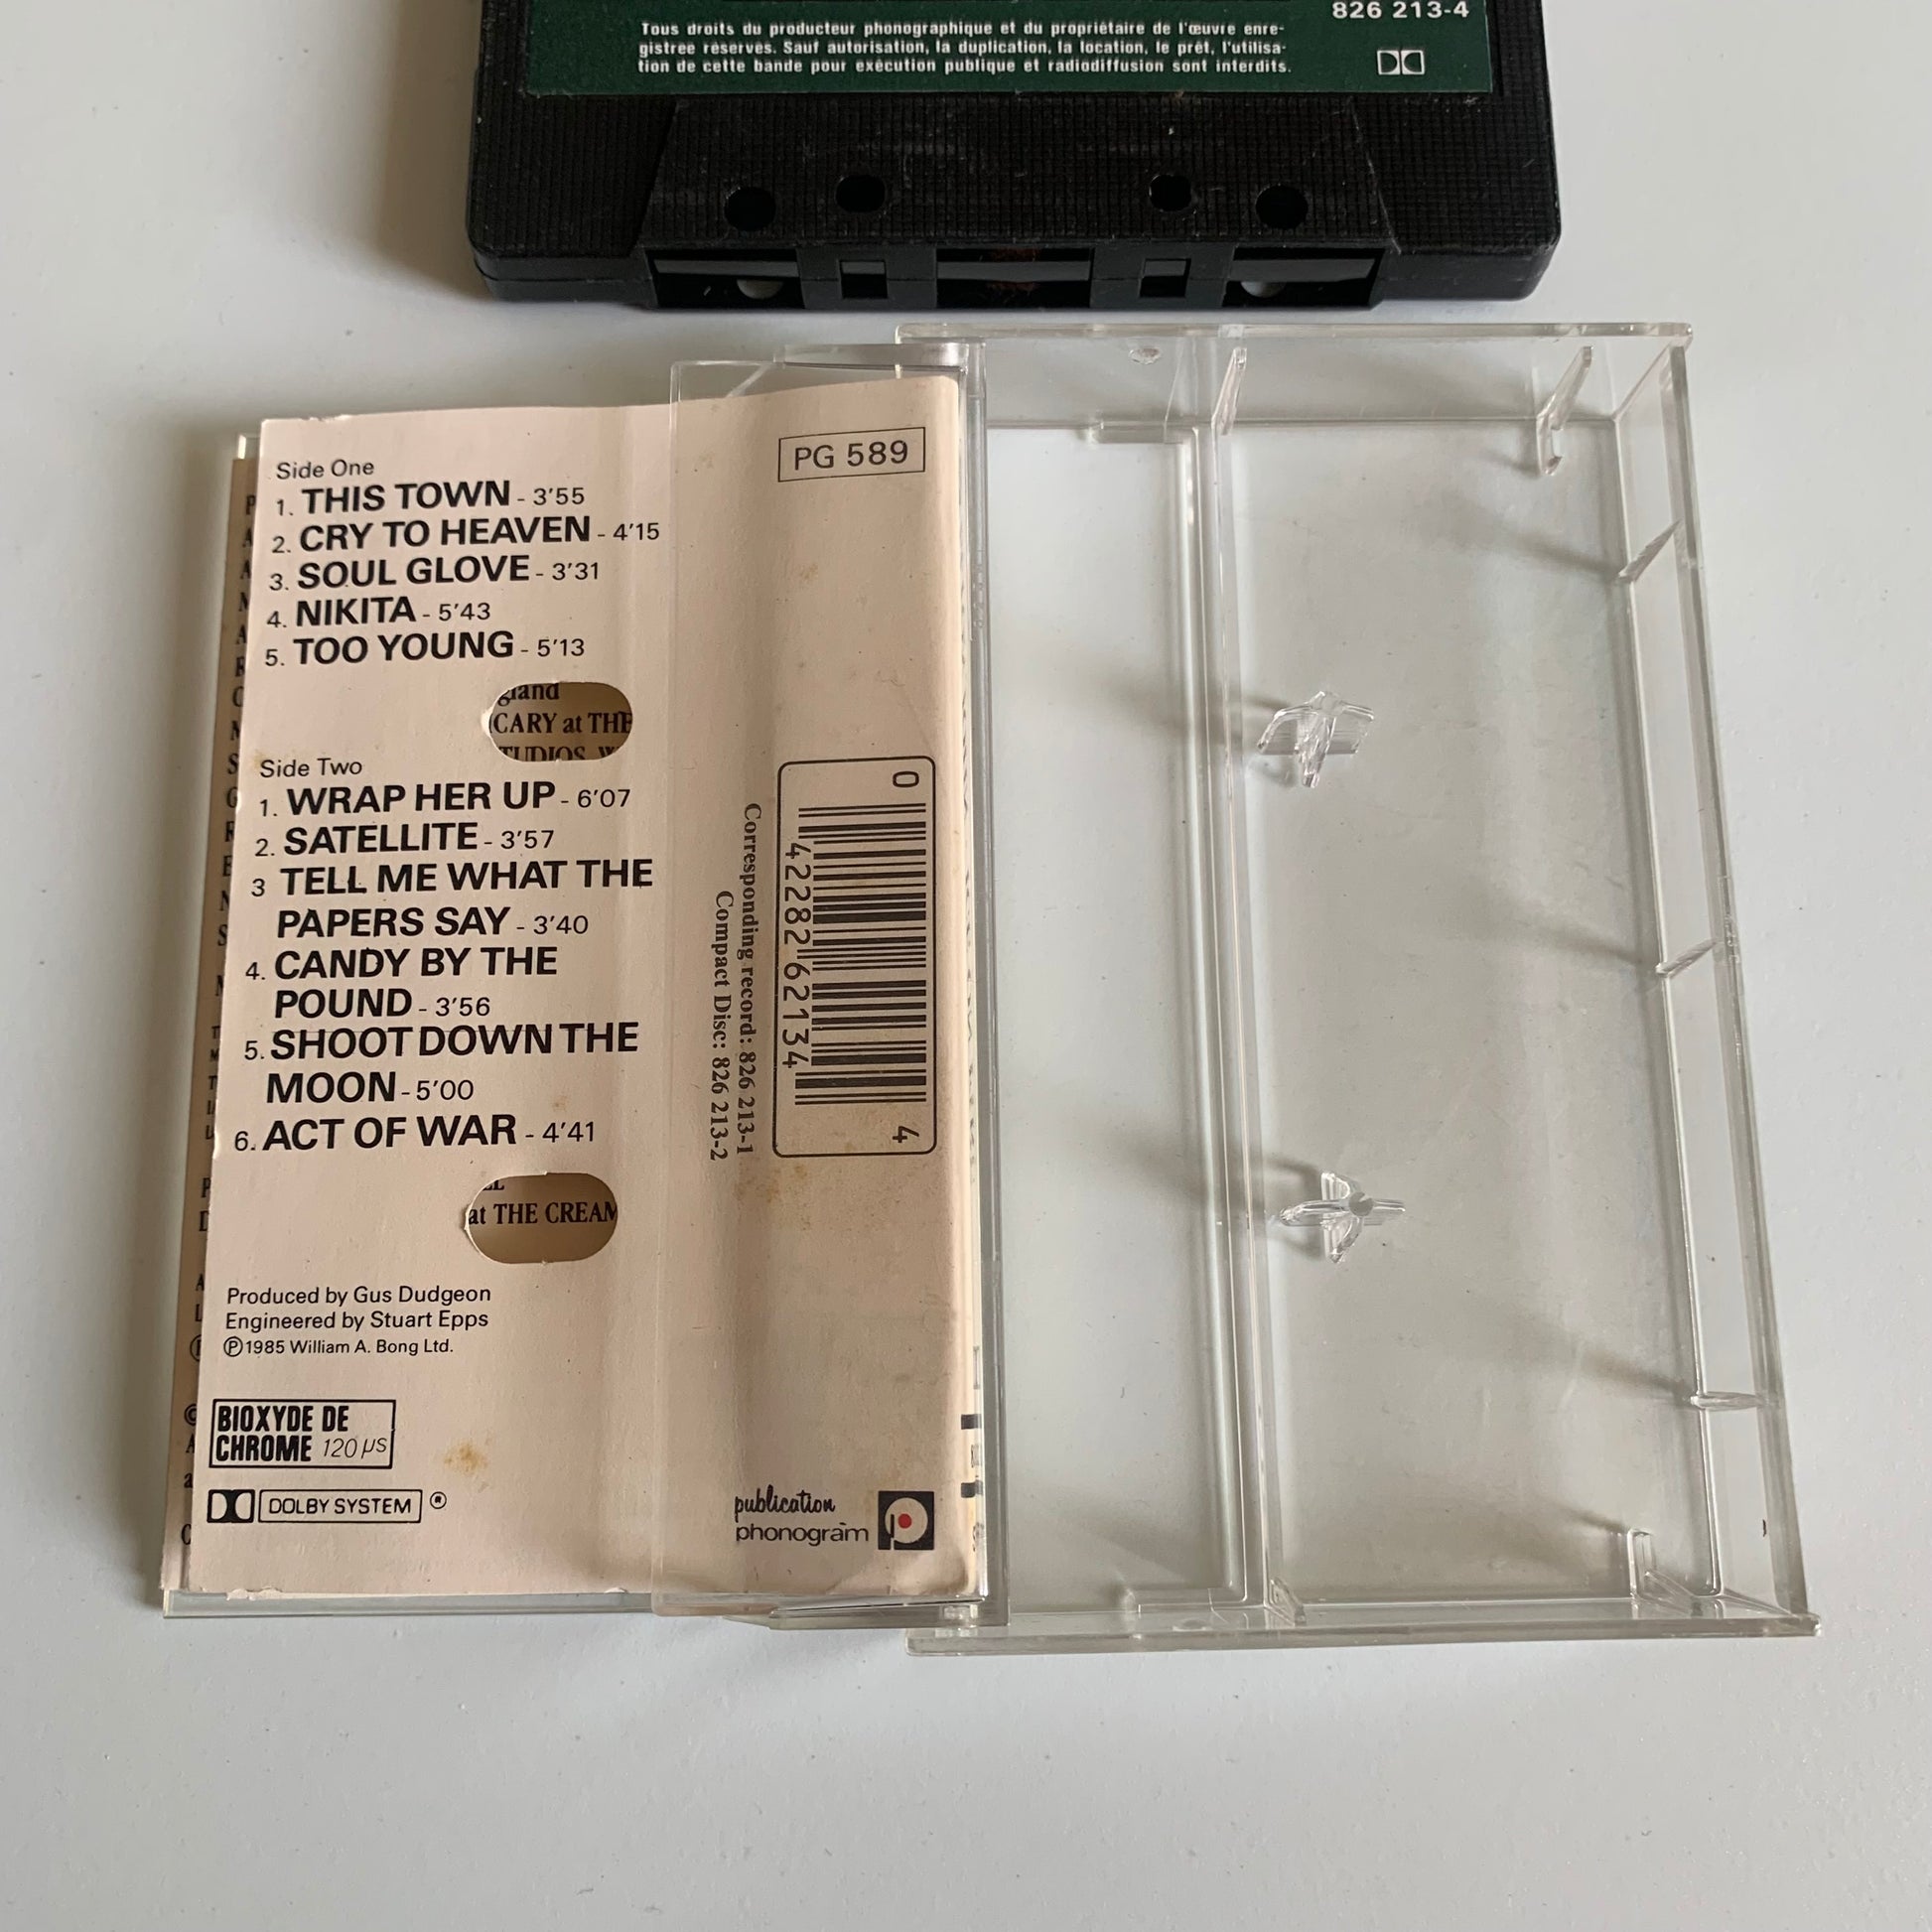 826 213-4
Tous droits du producteur phonographique et du propriétaire de l'œuvre enre-
gistree réservés. Sauf autorisation, la duplication, la location, le prêt, l'utilisa-
tion de cette bande pour exécution publique et radiodiffusion sont interdits.
Side One
1. THIS TOWN - 3'55
2. CRY TO HEAVEN - 4'15
3. SOUL GLOVE - 3'31
4. NIKITA - 5'43
5. TOO YOUNG - 5'13
gland
CARY at THE
TUDIOS, W
Side Two
1. WRAP HER UP - 6'07
2. SATELLITE - 3'57
3 TELL ME WHAT THE
PAPERS SAY - 3'40
4. CANDY BY THE
POUND - 3'56
5. SHOOT DOWN THE
MOON - 5'00
6. ACT OF WAR - 4'41
at THE CREAM
Produced by Gus Dudgeon
Engineered by Stuart Epps
℗1985 William A. Bong Ltd.
BIOXYDE DE
CHROME 120 µs
DOLBY SYSTEM ®
PG 589
0 42282 62134 4
Corresponding record: 826 213-1
Compact Disc: 826 213-2
publication
phonogram